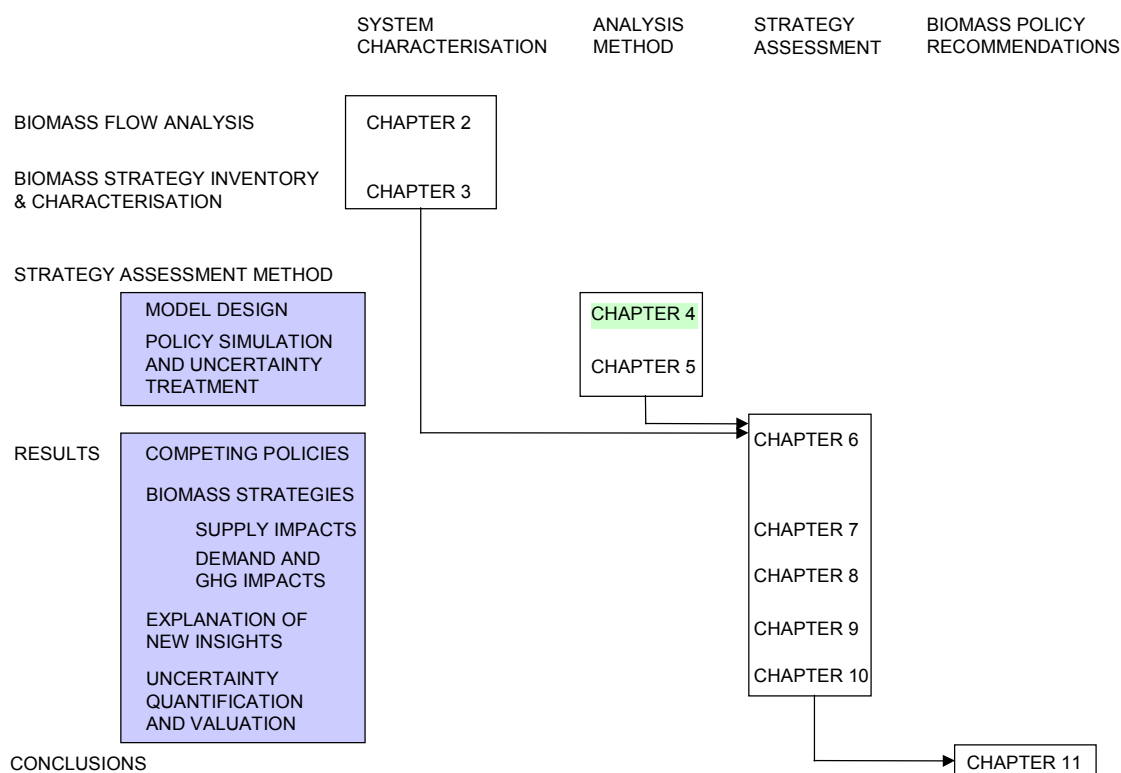 SYSTEM
CHARACTERISATION
ANALYSIS
METHOD
STRATEGY
ASSESSMENT
BIOMASS POLICY
RECOMMENDATIONS
BIOMASS FLOW ANALYSIS
CHAPTER 2
BIOMASS STRATEGY INVENTORY
& CHARACTERISATION
CHAPTER 3
STRATEGY ASSESSMENT METHOD
MODEL DESIGN
CHAPTER 4
POLICY SIMULATION
AND UNCERTAINTY
TREATMENT
CHAPTER 5
RESULTS
COMPETING POLICIES
CHAPTER 6
BIOMASS STRATEGIES
SUPPLY IMPACTS
CHAPTER 7
DEMAND AND
GHG IMPACTS
CHAPTER 8
EXPLANATION OF
NEW INSIGHTS
CHAPTER 9
UNCERTAINTY
QUANTIFICATION
AND VALUATION
CHAPTER 10
CONCLUSIONS
CHAPTER 11